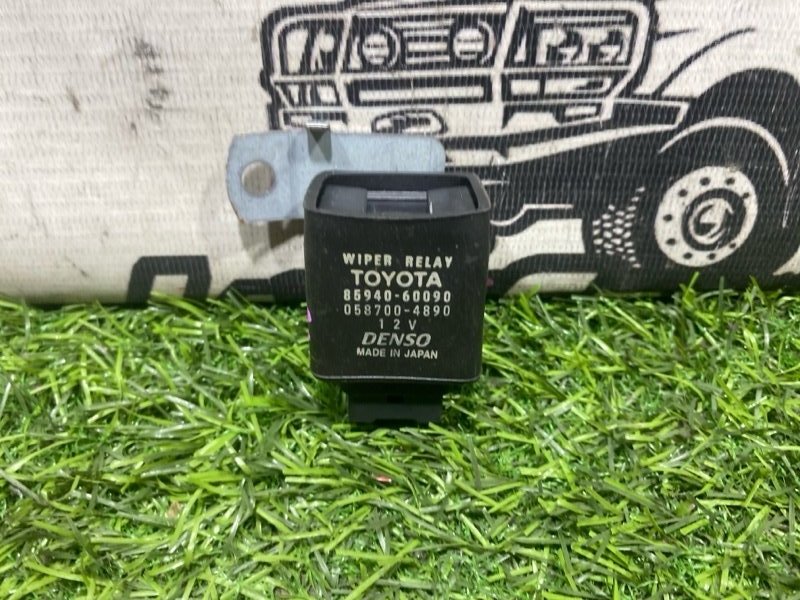 WIPER RELAY
TOYOTA
85940-60090
058700-4890
12V
DENSO
MADE IN JAPAN